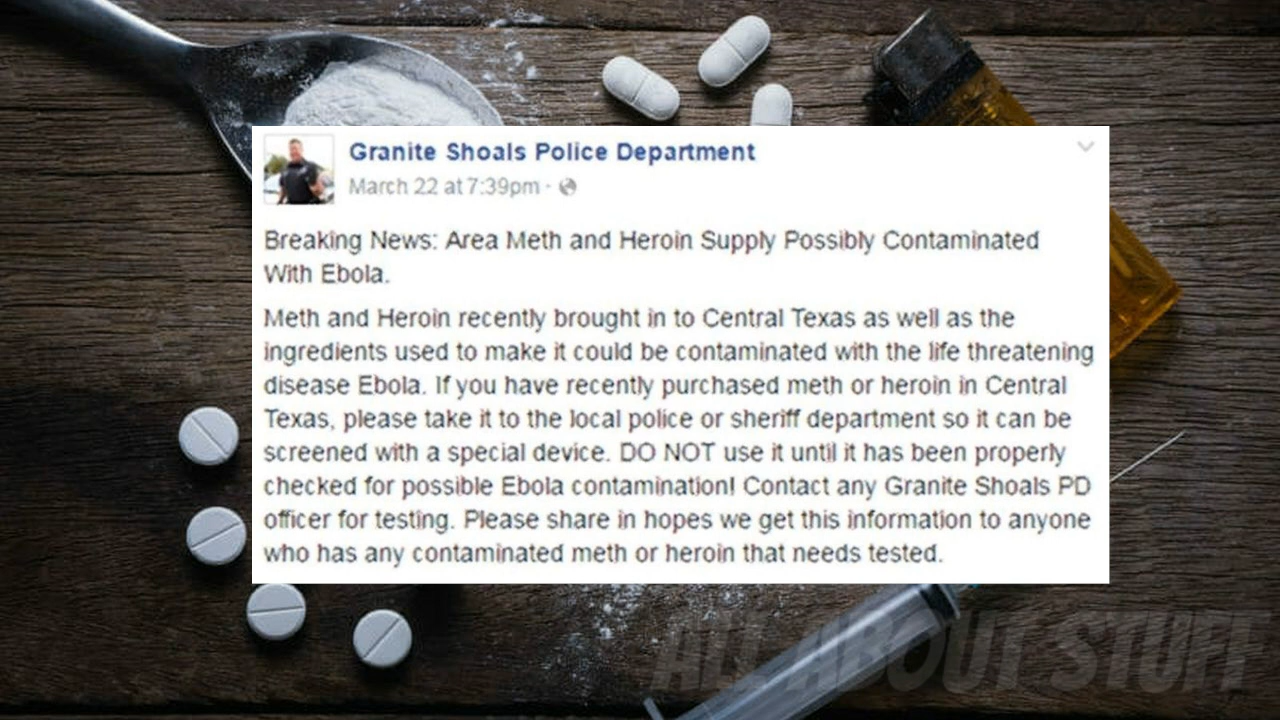 Granite Shoals Police Department
March 22 at 7:39pm ·
Breaking News: Area Meth and Heroin Supply Possibly Contaminated
With Ebola.
Meth and Heroin recently brought in to Central Texas as well as the
ingredients used to make it could be contaminated with the life threatening
disease Ebola. If you have recently purchased meth or heroin in Central
Texas, please take it to the local police or sheriff department so it can be
screened with a special device. DO NOT use it until it has been properly
checked for possible Ebola contamination! Contact any Granite Shoals PD
officer for testing. Please share in hopes we get this information to anyone
who has any contaminated meth or heroin that needs tested.
ALL ABOUT STUFF